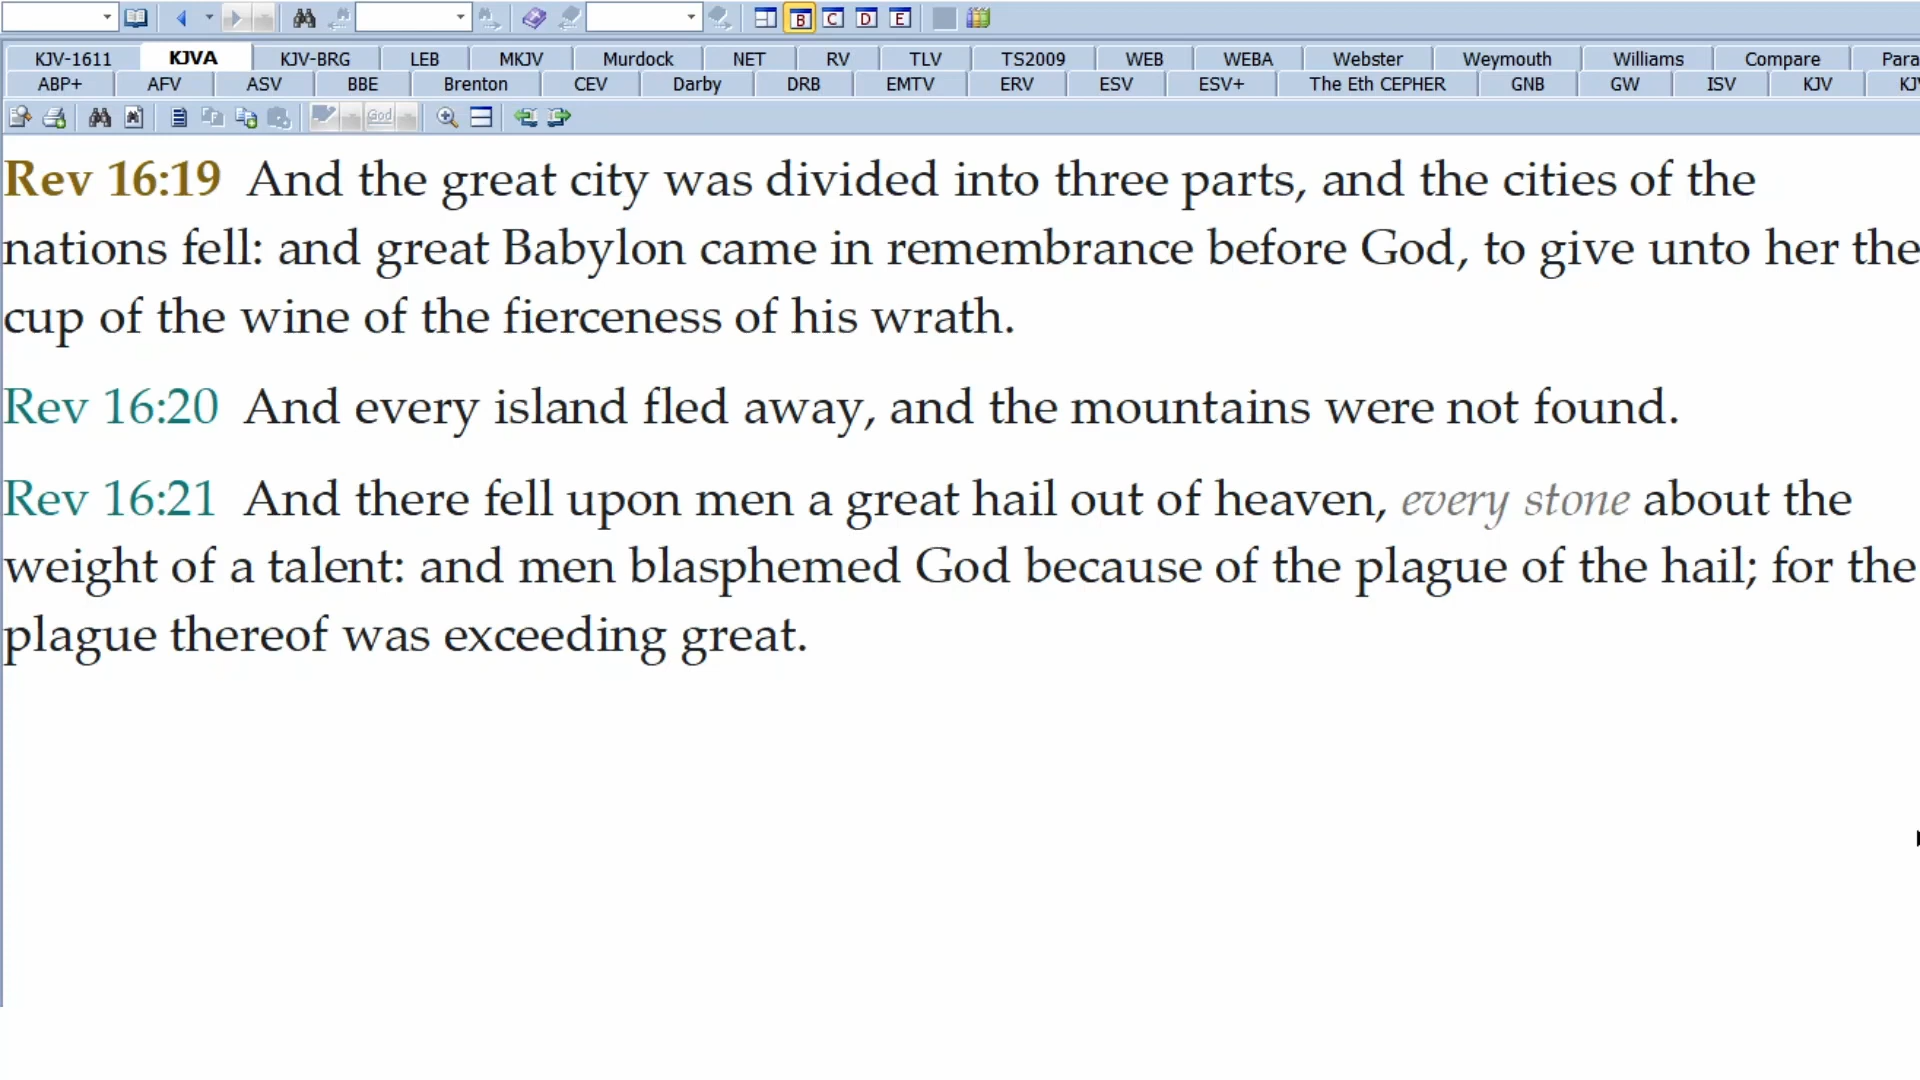 B C D E
KJV-1611 KJVA KJV-BRG LEB MKJV Murdock NET RV TLV TS2009 WEB WEBA Webster Weymouth Williams Compare
ABP+ AFV ASV BBE Brenton CEV Darby DRB EMTV ERV ESV ESV+ The Eth CEPHER GNB GW ISV KJV
God
Rev 16:19 And the great city was divided into three parts, and the cities of the
nations fell: and great Babylon came in remembrance before God, to give unto her the
cup of the wine of the fierceness of his wrath.
Rev 16:20 And every island fled away, and the mountains were not found.
Rev 16:21 And there fell upon men a great hail out of heaven, every stone about the
weight of a talent: and men blasphemed God because of the plague of the hail; for the
plague thereof was exceeding great.